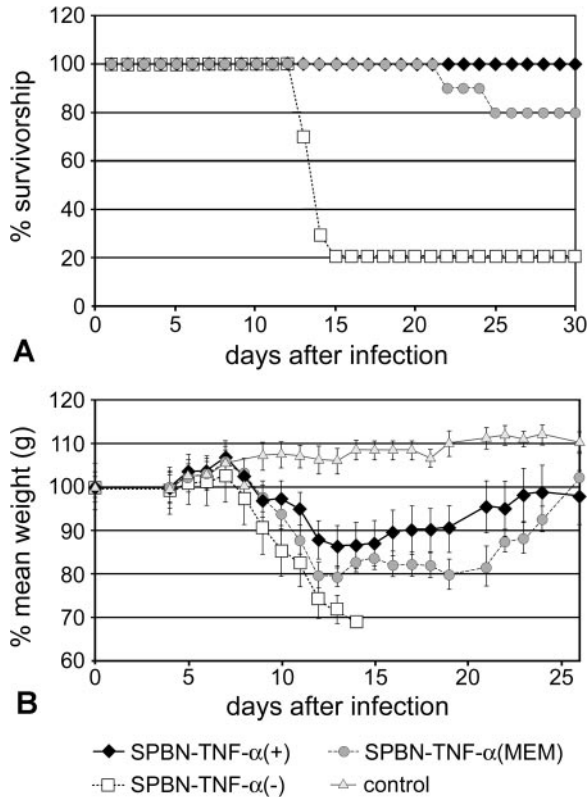 120
100
80
60
40
20
0
% survivorship
0 5 10 15 20 25 30
A
days after infection
120
110
100
90
80
70
60
% mean weight (g)
0 5 10 15 20 25
B
days after infection
SPBN-TNF-α(+) SPBN-TNF-α(MEM)
SPBN-TNF-α(-) control